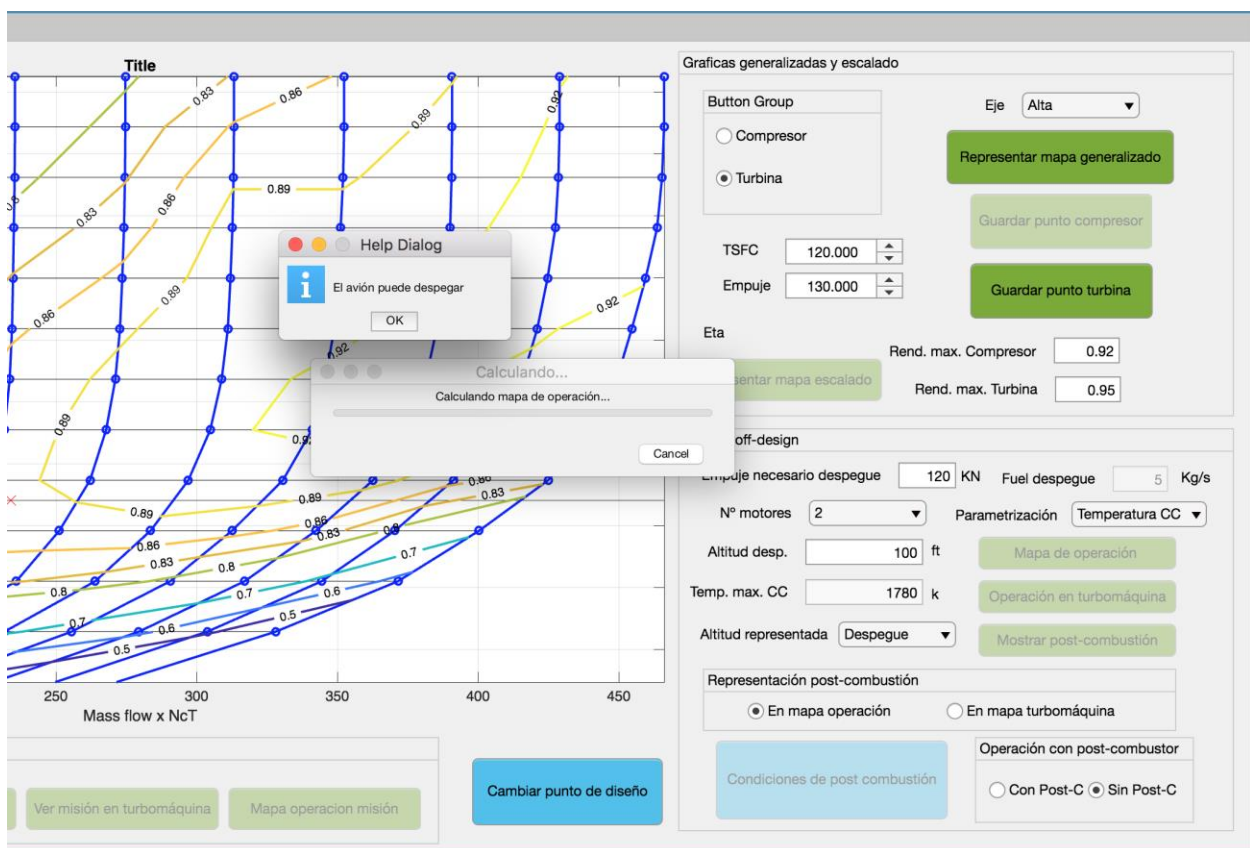 Title
0.83
0.86
0.89
0.92
0.89
0.83
0.86
0.89
0.86
0.92
0.92
0.89
0.89
0.89
0.86
0.83
0.86
0.86
0.83
0.83
0.8
0.7
0.8
0.7
0.6
0.7
0.6
0.5
0.5
250 300 350 400 450
Mass flow x NcT
Help Dialog
El avión puede despegar
OK
Calculando...
Calculando mapa de operación...
Cancel
Graficas generalizadas y escalado
Button Group
Compresor
Turbina
Eje Alta
Representar mapa generalizado
Guardar punto compresor
Guardar punto turbina
TSFC 120.000
Empuje 130.000
Eta
sentar mapa escalado
Rend. max. Compresor 0.92
Rend. max. Turbina 0.95
off-design
Empuje necesario despegue 120 KN
Fuel despegue 5 Kg/s
Nº motores 2
Parametrización Temperatura CC
Altitud desp. 100 ft
Mapa de operación
Temp. max. CC 1780 k
Operación en turbomáquina
Altitud representada Despegue
Mostrar post-combustión
Representación post-combustión
En mapa operación
En mapa turbomáquina
Condiciones de post combustión
Operación con post-combustor
Con Post-C Sin Post-C
Ver misión en turbomáquina
Mapa operacion misión
Cambiar punto de diseño